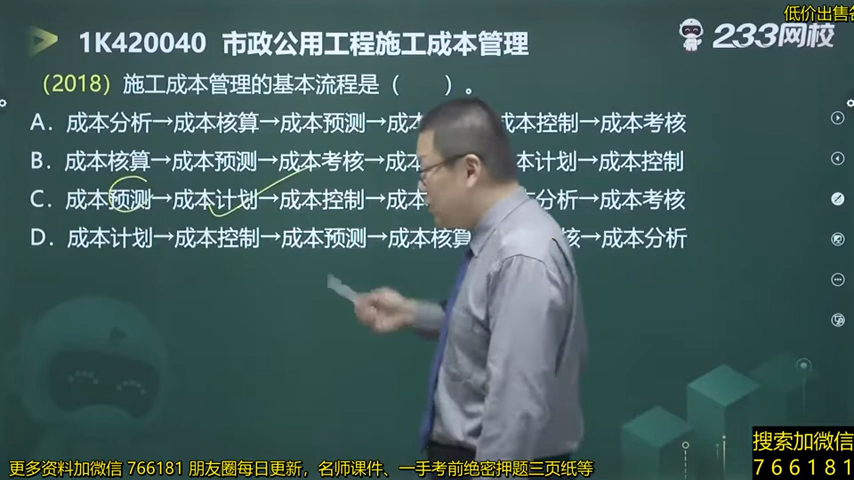 低价出售各
1K420040 市政公用工程施工成本管理
233网校
（2018）施工成本管理的基本流程是（ ）。
A．成本分析→成本核算→成本预测→成本 成本控制→成本考核
B．成本核算→成本预测→成本考核→成本 本计划→成本控制
C．成本预测→成本计划→成本控制→成本 分析→成本考核
D．成本计划→成本控制→成本预测→成本核算 核→成本分析
搜索加微信
766181
更多资料加微信 766181 朋友圈每日更新，名师课件、一手考前绝密押题三页纸等